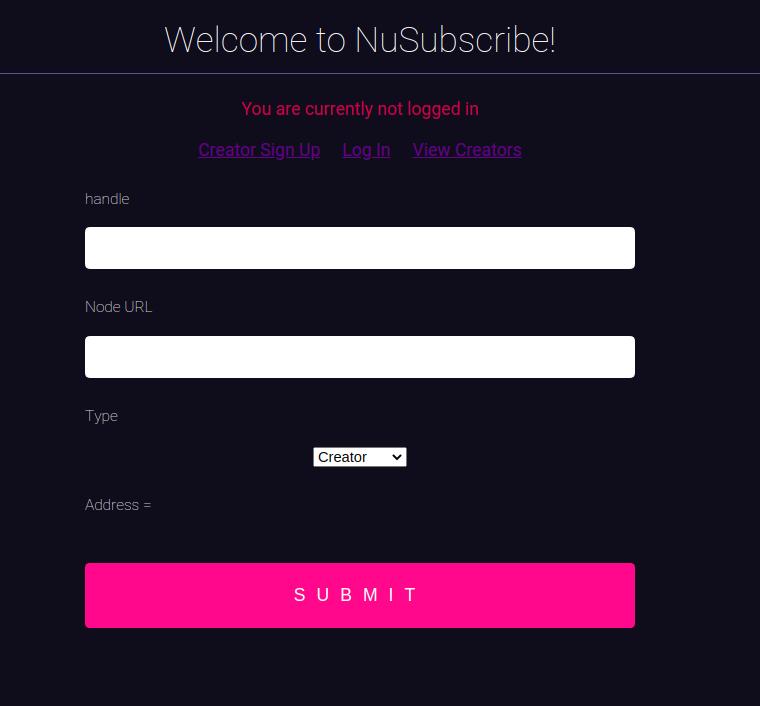 Welcome to NuSubscribe!
You are currently not logged in
Creator Sign Up Log In View Creators
handle
Node URL
Type
Creator
Address =
SUBMIT